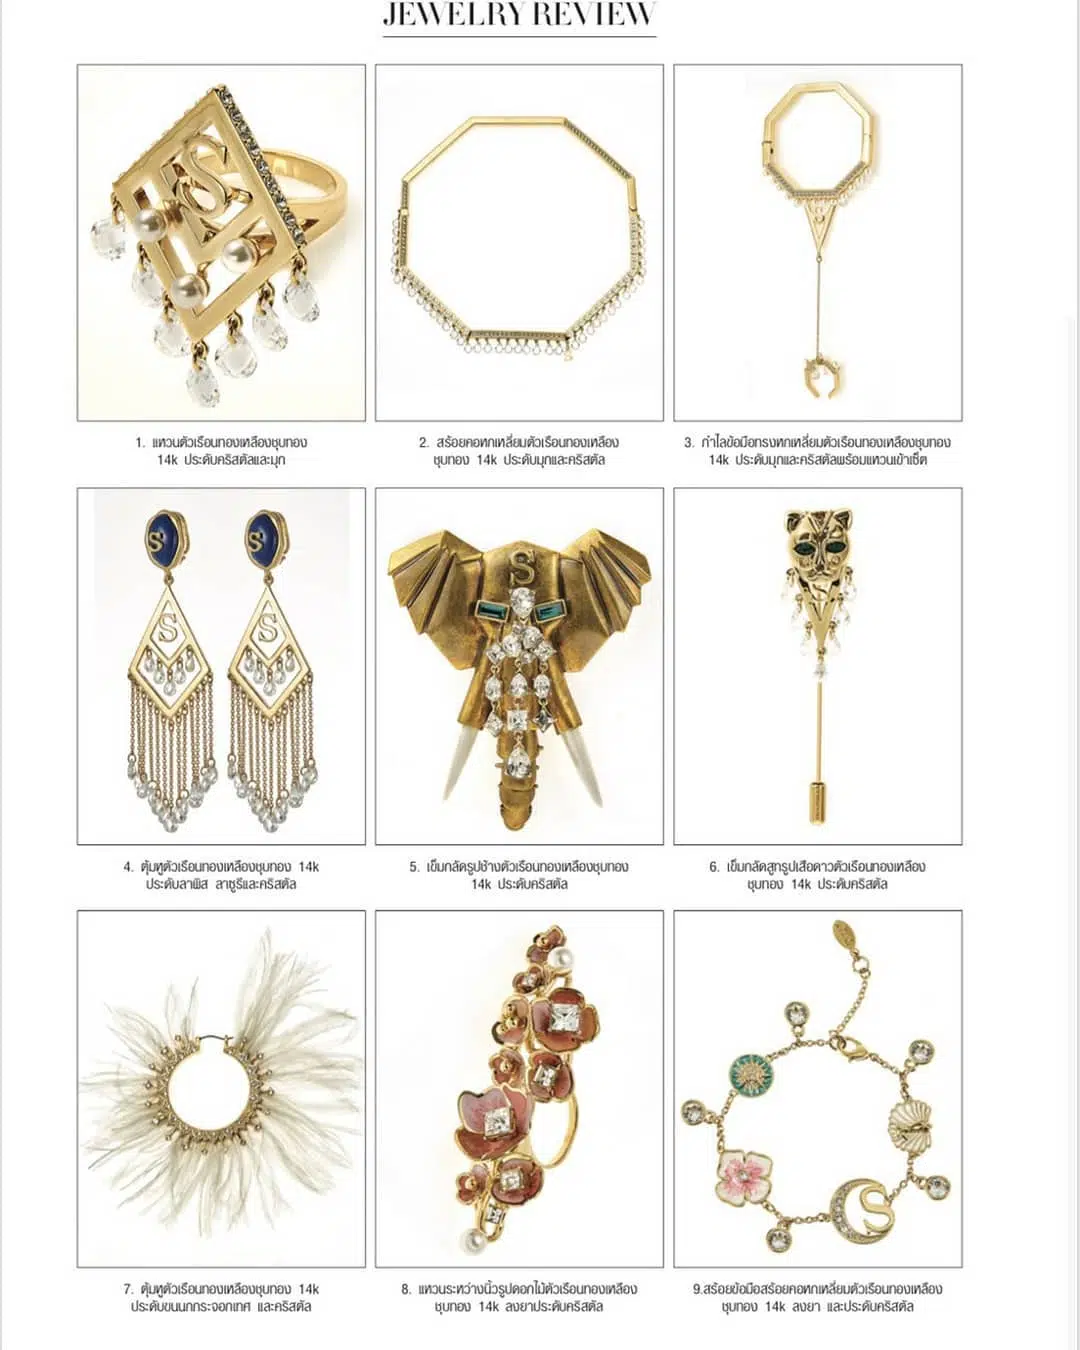 JEWELRY REVIEW
1. แหวนตัวเรือนทองเหลืองชุบทอง
14k ประดับคริสตัลและมุก
2. สร้อยคอหกเหลี่ยมตัวเรือนทองเหลือง
ชุบทอง 14k ประดับมุกและคริสตัล
3. กำไลข้อมือทรงหกเหลี่ยมตัวเรือนทองเหลืองชุบทอง
14k ประดับมุกและคริสตัลพร้อมแหวนเข้าเซ็ต
S
S
S
S
S
S
4. ตุ้มหูตัวเรือนทองเหลืองชุบทอง 14k
ประดับลาพิส ลาซูรีและคริสตัล
5. เข็มกลัดรูปช้างตัวเรือนทองเหลืองชุบทอง
14k ประดับคริสตัล
6. เข็มกลัดสูทรูปเสือดาวตัวเรือนทองเหลือง
ชุบทอง 14k ประดับคริสตัล
S
7. ตุ้มหูตัวเรือนทองเหลืองชุบทอง 14k
ประดับขนนกกระจอกเทศ และคริสตัล
8. แหวนระหว่างนิ้วรูปดอกไม้ตัวเรือนทองเหลือง
ชุบทอง 14k ลงยาประดับคริสตัล
9.สร้อยข้อมือสร้อยคอหกเหลี่ยมตัวเรือนทองเหลือง
ชุบทอง 14k ลงยา และประดับคริสตัล